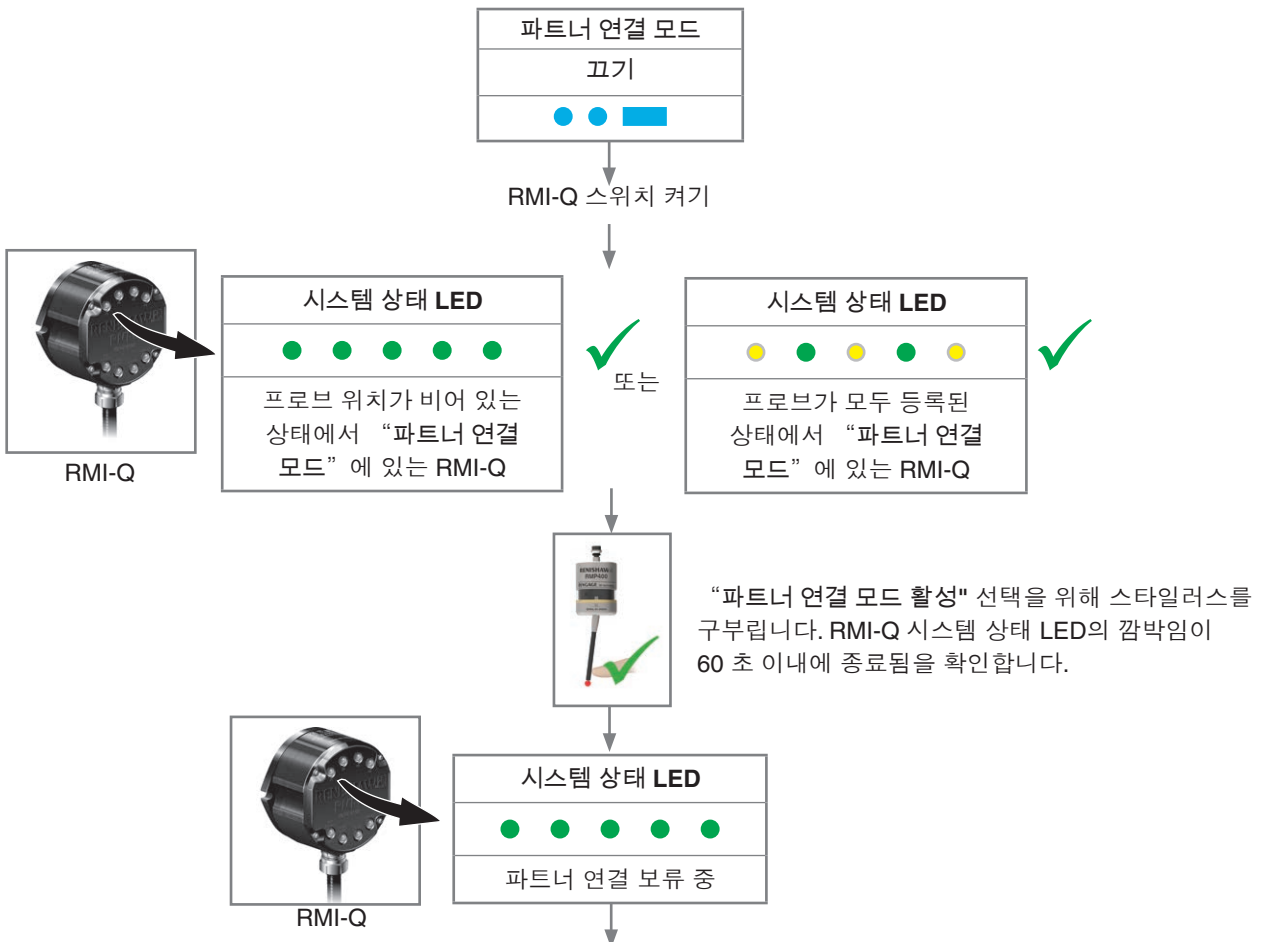 파트너 연결 모드
끄기
RMI-Q 스위치 켜기
RMI-Q
시스템 상태 LED
프로브 위치가 비어 있는
상태에서 “파트너 연결
모드”에 있는 RMI-Q
또는
시스템 상태 LED
프로브가 모두 등록된
상태에서 “파트너 연결
모드”에 있는 RMI-Q
RENISHAW
RMP400
“파트너 연결 모드 활성" 선택을 위해 스타일러스를
구부립니다. RMI-Q 시스템 상태 LED의 깜박임이
60 초 이내에 종료됨을 확인합니다.
RMI-Q
시스템 상태 LED
파트너 연결 보류 중